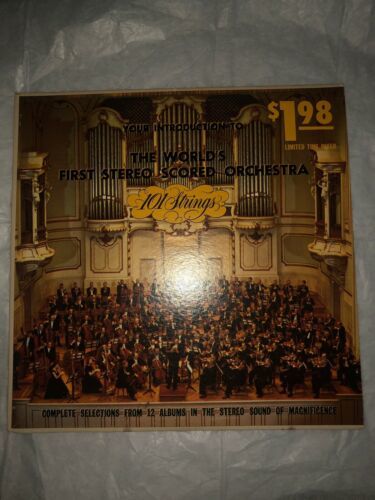 $1.98
LIMITED TIME OFFER
YOUR INTRODUCTION TO
THE WORLD'S
FIRST STEREO SCORED ORCHESTRA
101 Strings
COMPLETE SELECTIONS FROM 12 ALBUMS IN THE STEREO SOUND OF MAGNIFICENCE